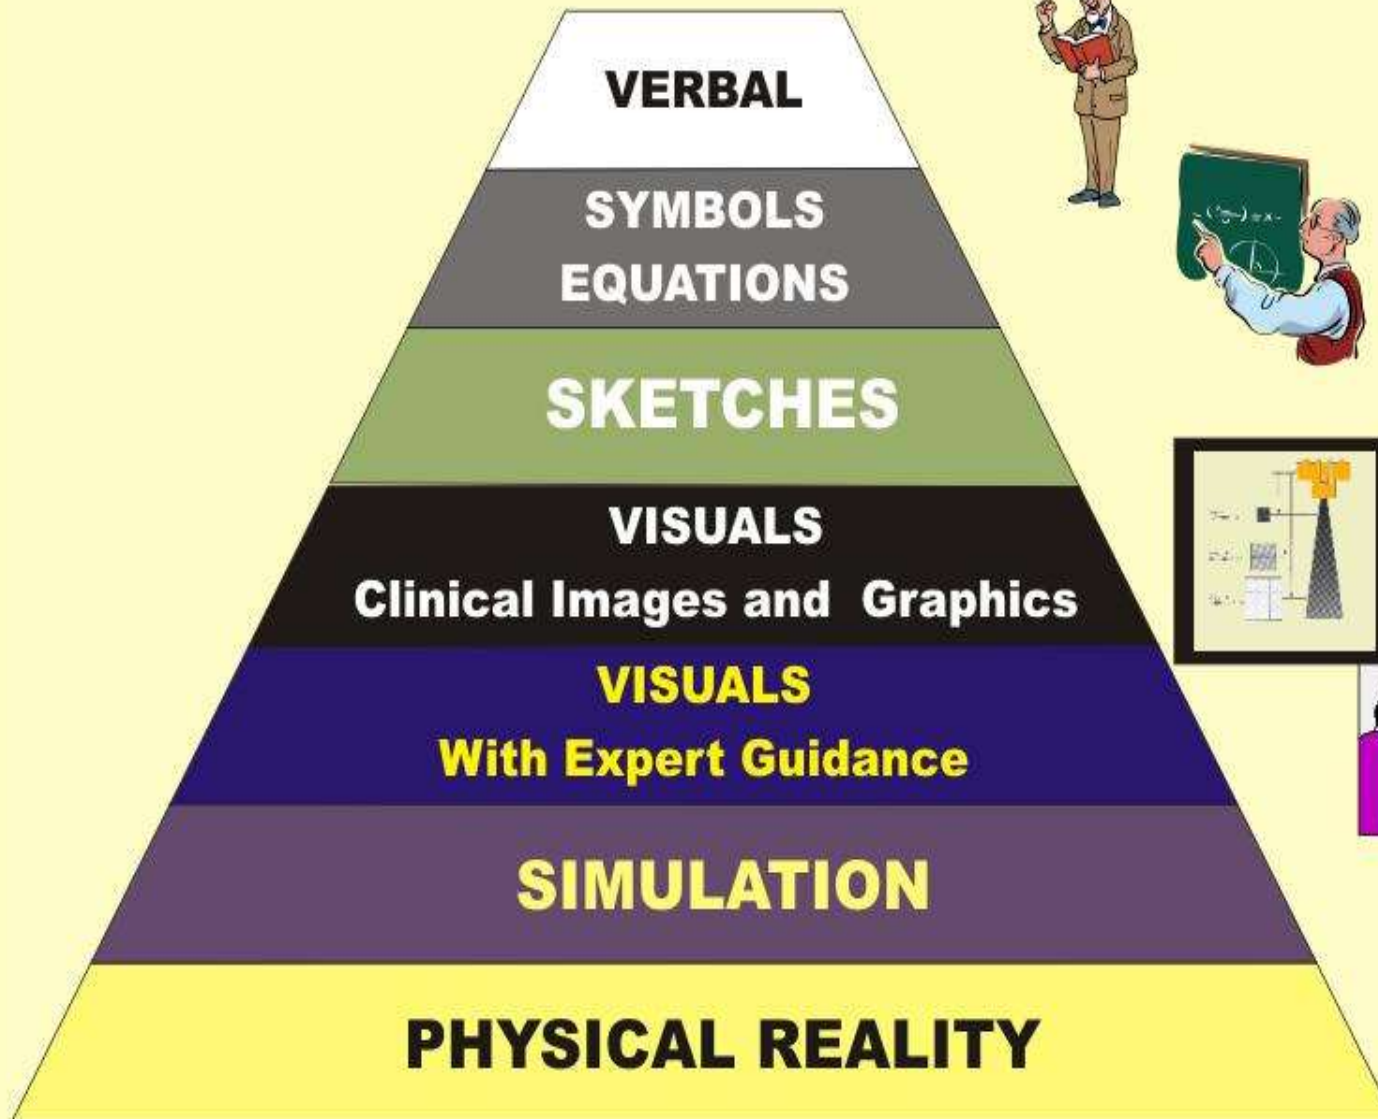 VERBAL
SYMBOLS
EQUATIONS
SKETCHES
VISUALS
Clinical Images and Graphics
VISUALS
With Expert Guidance
SIMULATION
PHYSICAL REALITY